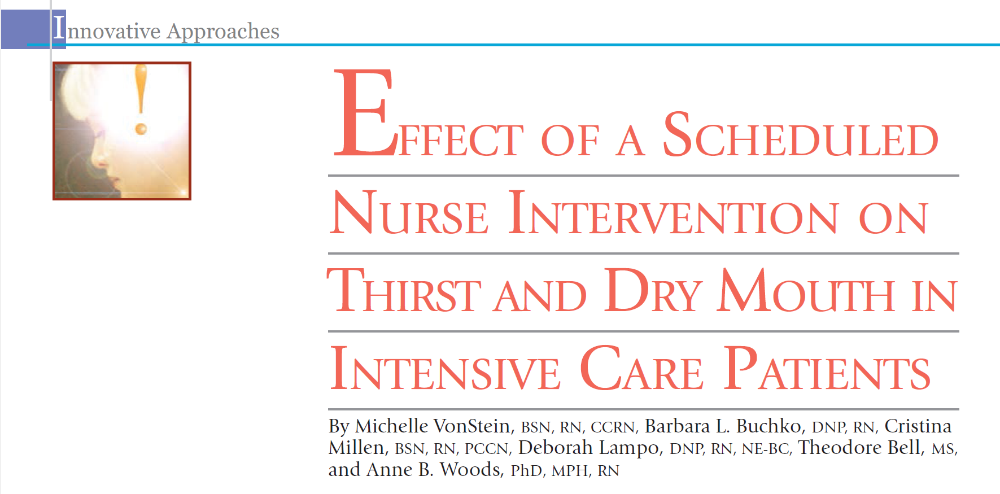 Innovative Approaches
Effect of a Scheduled
Nurse Intervention on
Thirst and Dry Mouth in
Intensive Care Patients
By Michelle VonStein, BSN, RN, CCRN, Barbara L. Buchko, DNP, RN, Cristina
Millen, BSN, RN, PCCN, Deborah Lampo, DNP, RN, NE-BC, Theodore Bell, MS,
and Anne B. Woods, PhD, MPH, RN